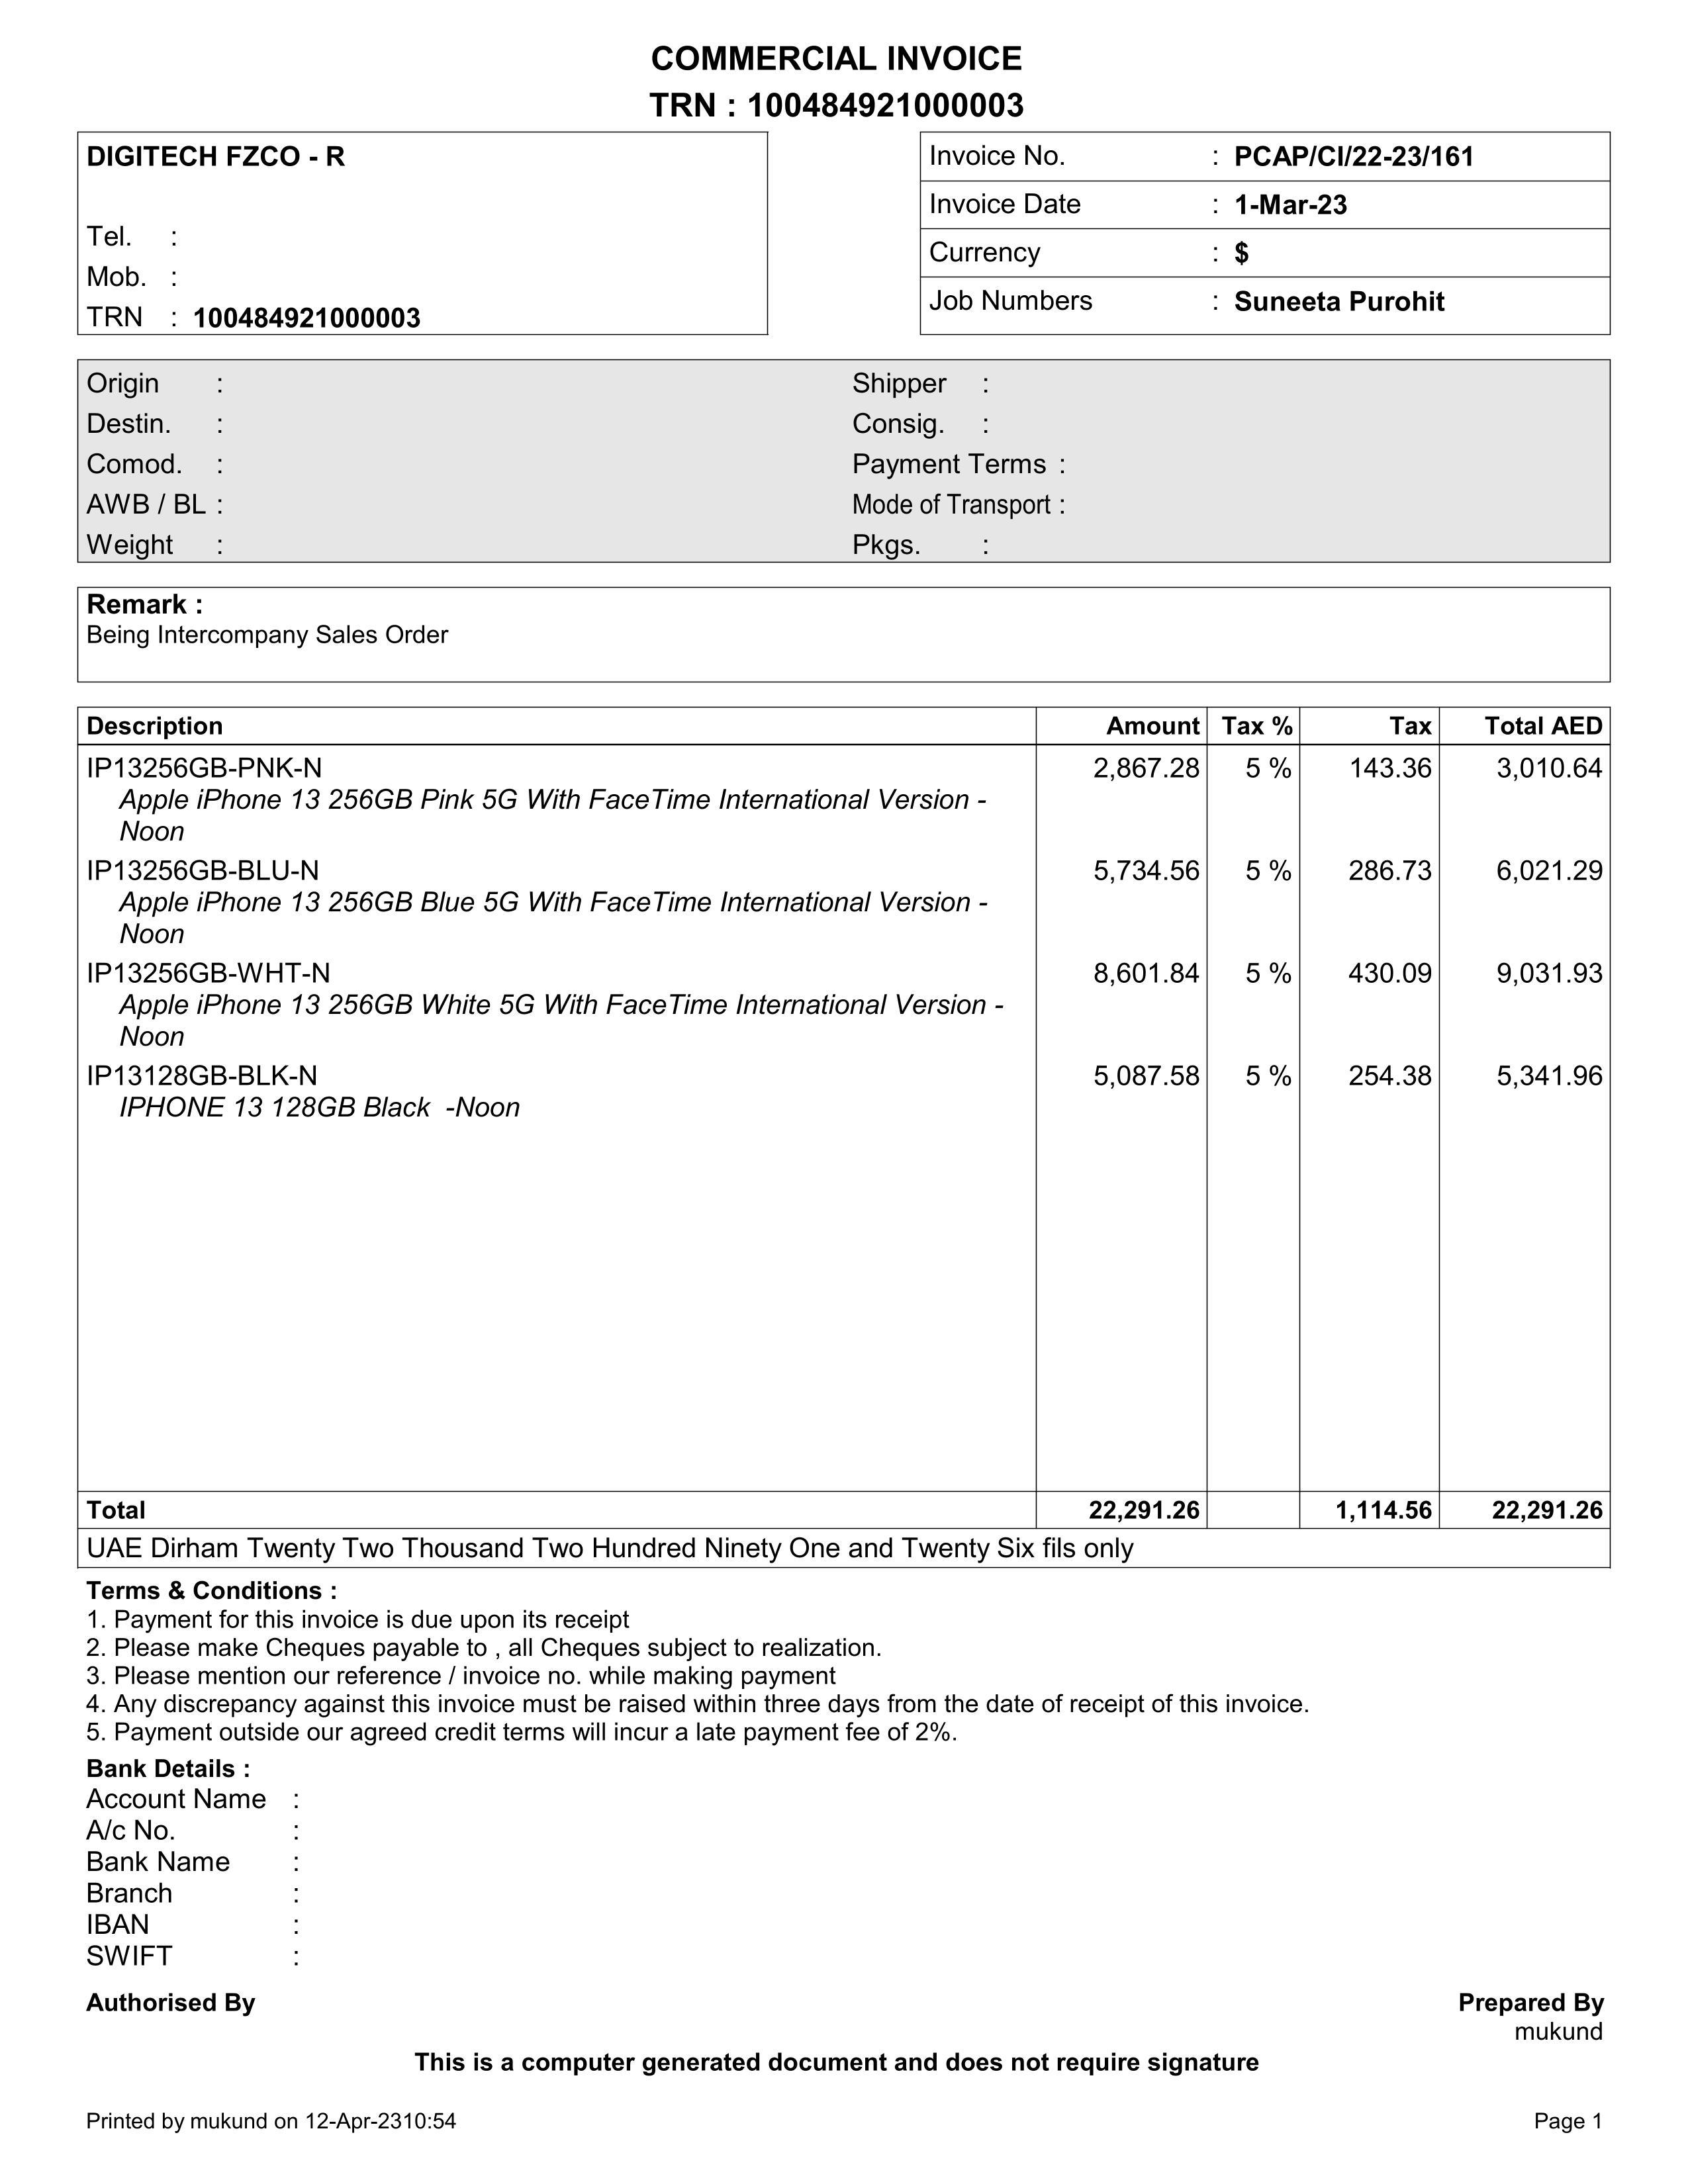 COMMERCIAL INVOICE
TRN : 100484921000003
DIGITECH FZCO - R
Tel. :
Mob. :
TRN : 100484921000003
Invoice No. : PCAP/CI/22-23/161
Invoice Date : 1-Mar-23
Currency : $
Job Numbers : Suneeta Purohit
Origin : Shipper :
Destin. : Consig. :
Comod. : Payment Terms :
AWB / BL : Mode of Transport :
Weight : Pkgs. :
Remark :
Being Intercompany Sales Order
Description Amount Tax % Tax Total AED
IP13256GB-PNK-N 2,867.28 5 % 143.36 3,010.64
Apple iPhone 13 256GB Pink 5G With FaceTime International Version -
Noon
IP13256GB-BLU-N 5,734.56 5 % 286.73 6,021.29
Apple iPhone 13 256GB Blue 5G With FaceTime International Version -
Noon
IP13256GB-WHT-N 8,601.84 5 % 430.09 9,031.93
Apple iPhone 13 256GB White 5G With FaceTime International Version -
Noon
IP13128GB-BLK-N 5,087.58 5 % 254.38 5,341.96
IPHONE 13 128GB Black -Noon
Total 22,291.26 1,114.56 22,291.26
UAE Dirham Twenty Two Thousand Two Hundred Ninety One and Twenty Six fils only
Terms & Conditions :
1. Payment for this invoice is due upon its receipt
2. Please make Cheques payable to , all Cheques subject to realization.
3. Please mention our reference / invoice no. while making payment
4. Any discrepancy against this invoice must be raised within three days from the date of receipt of this invoice.
5. Payment outside our agreed credit terms will incur a late payment fee of 2%.
Bank Details :
Account Name :
A/c No. :
Bank Name :
Branch :
IBAN :
SWIFT :
Authorised By Prepared By
mukund
This is a computer generated document and does not require signature
Printed by mukund on 12-Apr-2310:54 Page 1